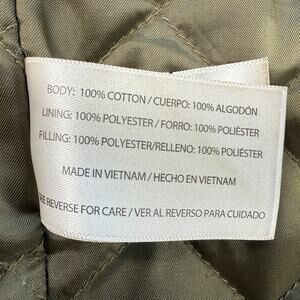 BODY: 100% COTTON / CUERPO: 100% ALGODÓN
LINING: 100% POLYESTER / FORRO: 100% POLIÉSTER
FILLING: 100% POLYESTER/RELLENO: 100% POLIÉSTER
MADE IN VIETNAM / HECHO EN VIETNAM
REVERSE FOR CARE / VER AL REVERSO PARA CUIDADO